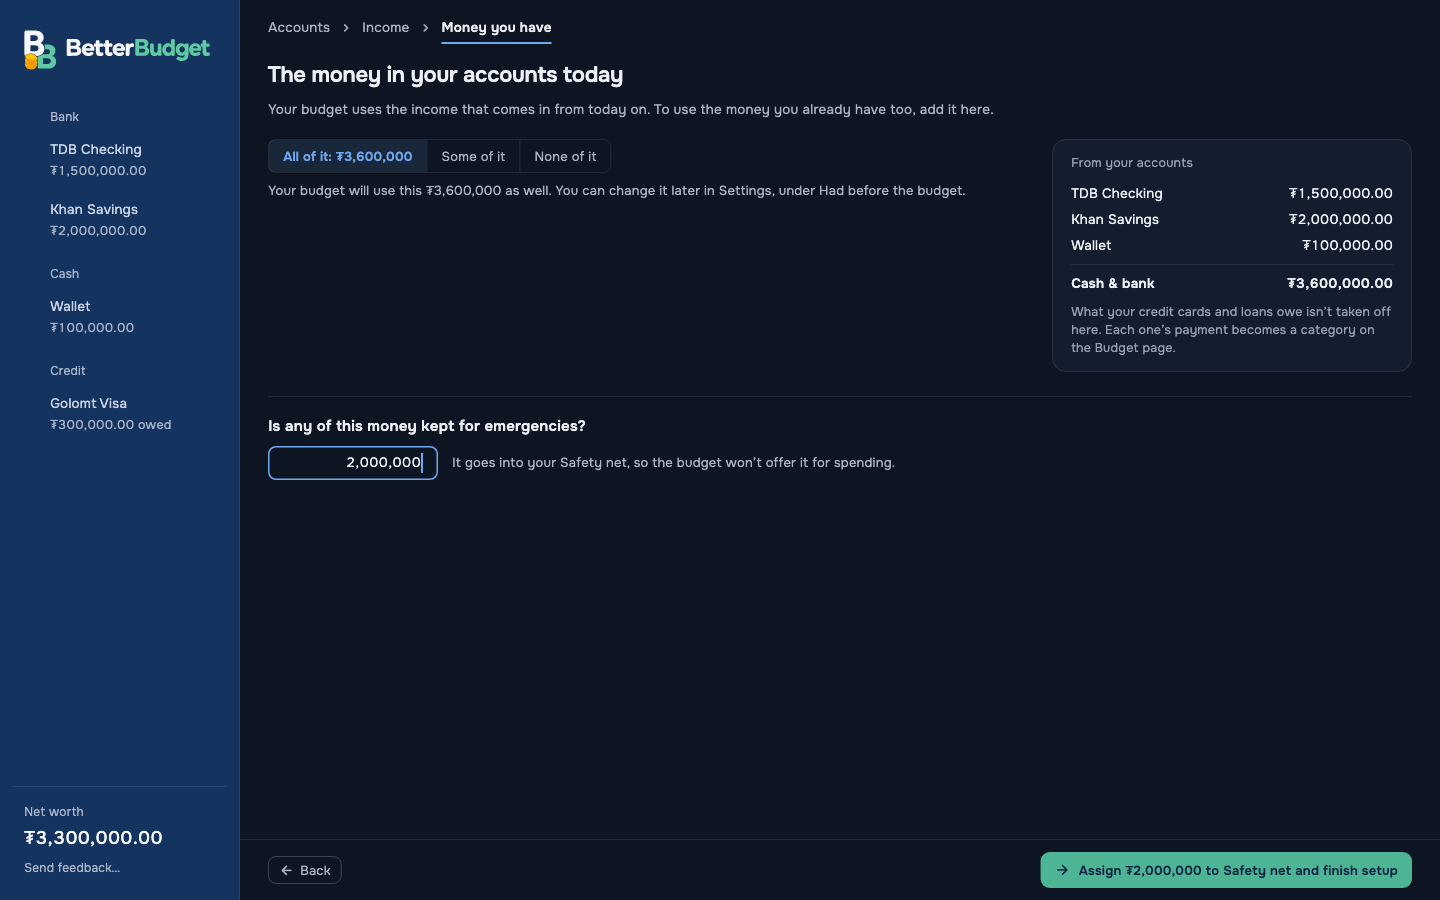 BetterBudget
Bank
TDB Checking
₮1,500,000.00
Khan Savings
₮2,000,000.00
Cash
Wallet
₮100,000.00
Credit
Golomt Visa
₮300,000.00 owed
Net worth
₮3,300,000.00
Send feedback...
Accounts > Income > Money you have
The money in your accounts today
Your budget uses the income that comes in from today on. To use the money you already have too, add it here.
All of it: ₮3,600,000 Some of it None of it
Your budget will use this ₮3,600,000 as well. You can change it later in Settings, under Had before the budget.
From your accounts
TDB Checking ₮1,500,000.00
Khan Savings ₮2,000,000.00
Wallet ₮100,000.00
Cash & bank ₮3,600,000.00
What your credit cards and loans owe isn't taken off
here. Each one's payment becomes a category on
the Budget page.
Is any of this money kept for emergencies?
2,000,000 It goes into your Safety net, so the budget won't offer it for spending.
← Back
→ Assign ₮2,000,000 to Safety net and finish setup